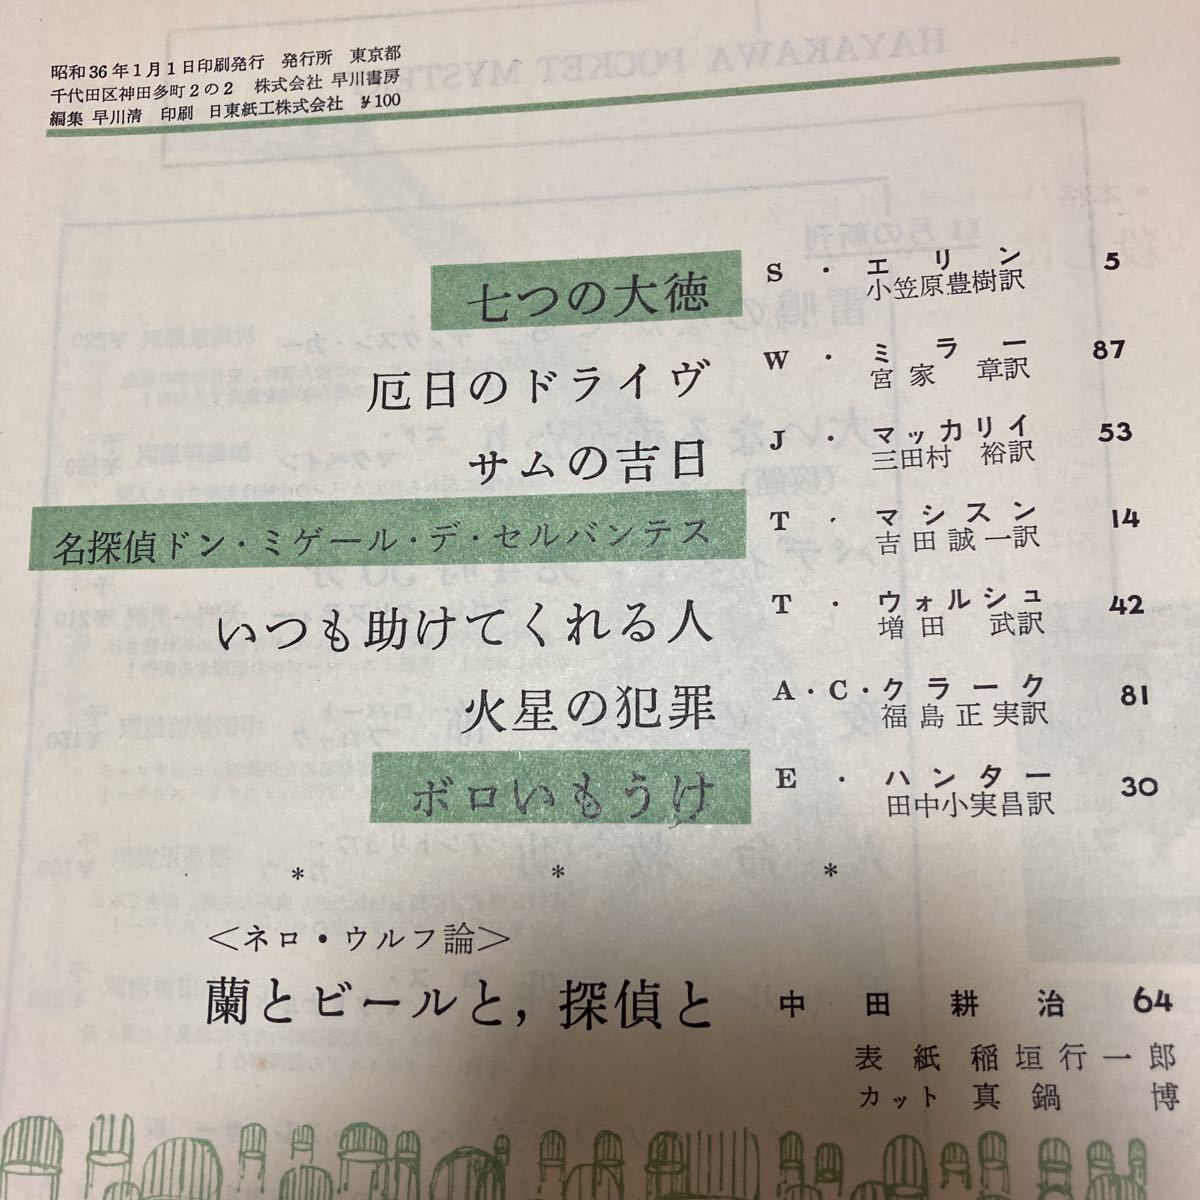 昭和36年1月1日印刷発行　発行所　東京都
千代田区神田多町2の2　株式会社 早川書房
編集 早川清　印刷　日東紙工株式会社　¥100
七つの大徳　S・エリン　小笠原豊樹訳　5
厄日のドライヴ　W・ミラー　宮家　章訳　87
サムの吉日　J・マッカリイ　三田村　裕訳　53
名探偵ドン・ミゲール・デ・セルバンテス　T・マシスン　吉田誠一訳　14
いつも助けてくれる人　T・ウォルシュ　増田　武訳　42
火星の犯罪　A・C・クラーク　福島正実訳　81
ボロいもうけ　E・ハンター　田中小実昌訳　30
＊　＊　＊
＜ネロ・ウルフ論＞
蘭とビールと，探偵と　中田耕治　64
表紙 稲垣行一郎
カット 真鍋　博